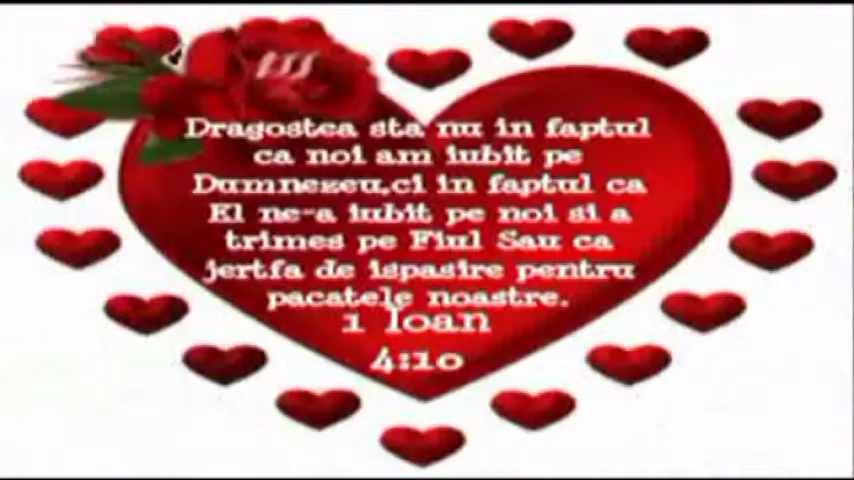 Dragostea sta nu in faptul
ca noi am iubit pe
Dumnezeu,ci in faptul ca
El ne-a iubit pe noi si a
trimes pe Fiul Sau ca
jertfa de ispasire pentru
pacatele noastre.
1 Ioan
4:10